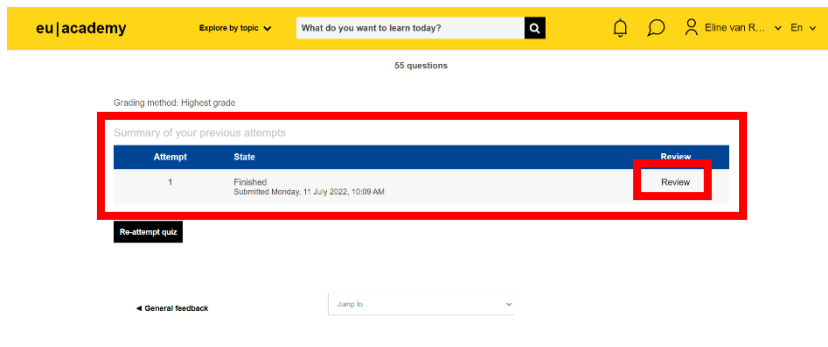 eu|academy Explore by topic What do you want to learn today? Eline van R... En
55 questions
Grading method: Highest grade
Summary of your previous attempts
Attempt State Review
1 Finished Review
Submitted Monday, 11 July 2022, 10:09 AM
Re-attempt quiz
◄ General feedback Jump to...